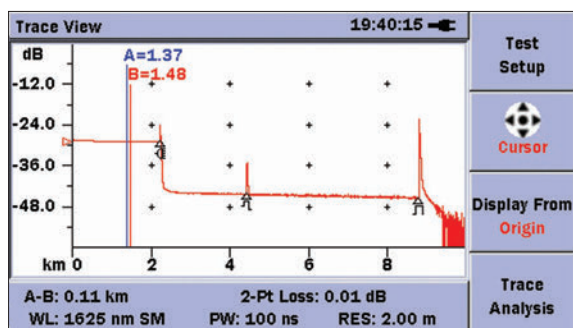 Trace View 19:40:15
dB
A=1.37
B=1.48
-12.0
-24.0
-36.0
-48.0
km 0 2 4 6 8
A-B: 0.11 km 2-Pt Loss: 0.01 dB
WL: 1625 nm SM PW: 100 ns RES: 2.00 m
Test
Setup
Cursor
Display From
Origin
Trace
Analysis